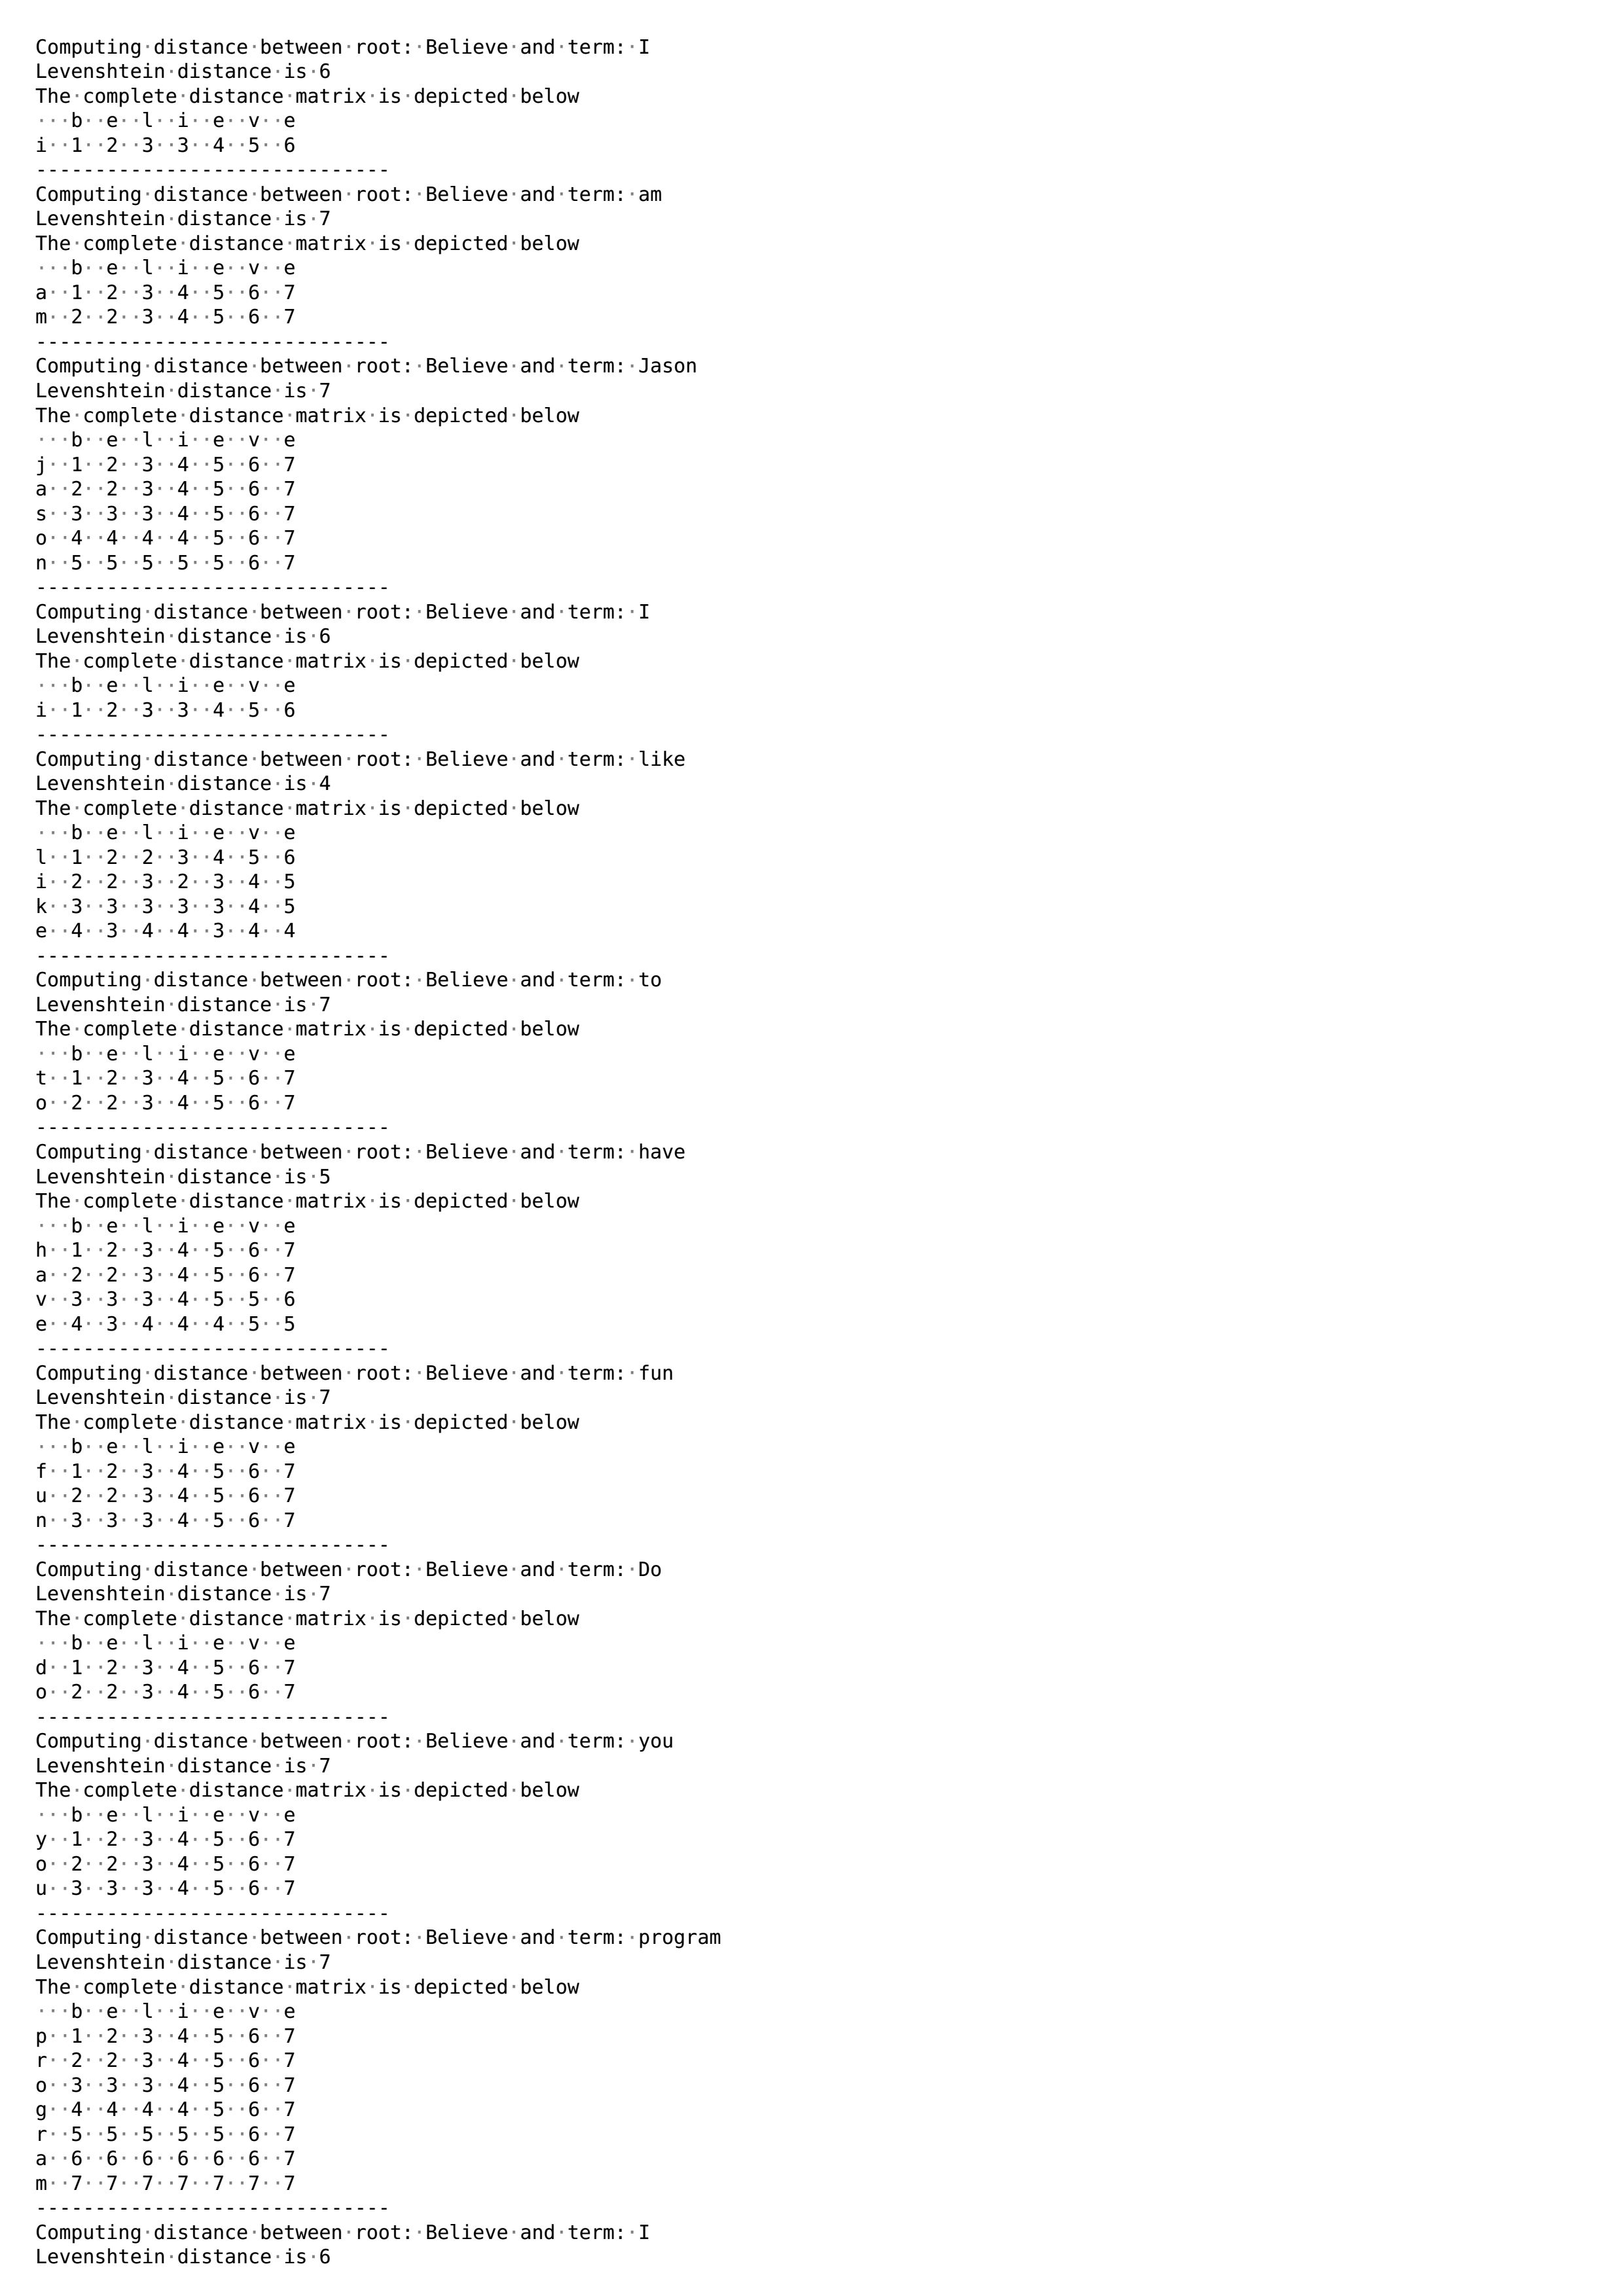 Computing·distance·between·root:·Believe·and·term:·I
Levenshtein·distance·is·6
The·complete·distance·matrix·is·depicted·below
···b··e··l··i··e··v··e
i··1··2··3··3··4··5··6
------------------------------
Computing·distance·between·root:·Believe·and·term:·am
Levenshtein·distance·is·7
The·complete·distance·matrix·is·depicted·below
···b··e··l··i··e··v··e
a··1··2··3··4··5··6··7
m··2··2··3··4··5··6··7
------------------------------
Computing·distance·between·root:·Believe·and·term:·Jason
Levenshtein·distance·is·7
The·complete·distance·matrix·is·depicted·below
···b··e··l··i··e··v··e
j··1··2··3··4··5··6··7
a··2··2··3··4··5··6··7
s··3··3··3··4··5··6··7
o··4··4··4··4··5··6··7
n··5··5··5··5··5··6··7
------------------------------
Computing·distance·between·root:·Believe·and·term:·I
Levenshtein·distance·is·6
The·complete·distance·matrix·is·depicted·below
···b··e··l··i··e··v··e
i··1··2··3··3··4··5··6
------------------------------
Computing·distance·between·root:·Believe·and·term:·like
Levenshtein·distance·is·4
The·complete·distance·matrix·is·depicted·below
···b··e··l··i··e··v··e
l··1··2··2··3··4··5··6
i··2··2··3··2··3··4··5
k··3··3··3··3··3··4··5
e··4··3··4··4··3··4··4
------------------------------
Computing·distance·between·root:·Believe·and·term:·to
Levenshtein·distance·is·7
The·complete·distance·matrix·is·depicted·below
···b··e··l··i··e··v··e
t··1··2··3··4··5··6··7
o··2··2··3··4··5··6··7
------------------------------
Computing·distance·between·root:·Believe·and·term:·have
Levenshtein·distance·is·5
The·complete·distance·matrix·is·depicted·below
···b··e··l··i··e··v··e
h··1··2··3··4··5··6··7
a··2··2··3··4··5··6··7
v··3··3··3··4··5··5··6
e··4··3··4··4··4··5··5
------------------------------
Computing·distance·between·root:·Believe·and·term:·fun
Levenshtein·distance·is·7
The·complete·distance·matrix·is·depicted·below
···b··e··l··i··e··v··e
f··1··2··3··4··5··6··7
u··2··2··3··4··5··6··7
n··3··3··3··4··5··6··7
------------------------------
Computing·distance·between·root:·Believe·and·term:·Do
Levenshtein·distance·is·7
The·complete·distance·matrix·is·depicted·below
···b··e··l··i··e··v··e
d··1··2··3··4··5··6··7
o··2··2··3··4··5··6··7
------------------------------
Computing·distance·between·root:·Believe·and·term:·you
Levenshtein·distance·is·7
The·complete·distance·matrix·is·depicted·below
···b··e··l··i··e··v··e
y··1··2··3··4··5··6··7
o··2··2··3··4··5··6··7
u··3··3··3··4··5··6··7
------------------------------
Computing·distance·between·root:·Believe·and·term:·program
Levenshtein·distance·is·7
The·complete·distance·matrix·is·depicted·below
···b··e··l··i··e··v··e
p··1··2··3··4··5··6··7
r··2··2··3··4··5··6··7
o··3··3··3··4··5··6··7
g··4··4··4··4··5··6··7
r··5··5··5··5··5··6··7
a··6··6··6··6··6··6··7
m··7··7··7··7··7··7··7
------------------------------
Computing·distance·between·root:·Believe·and·term:·I
Levenshtein·distance·is·6